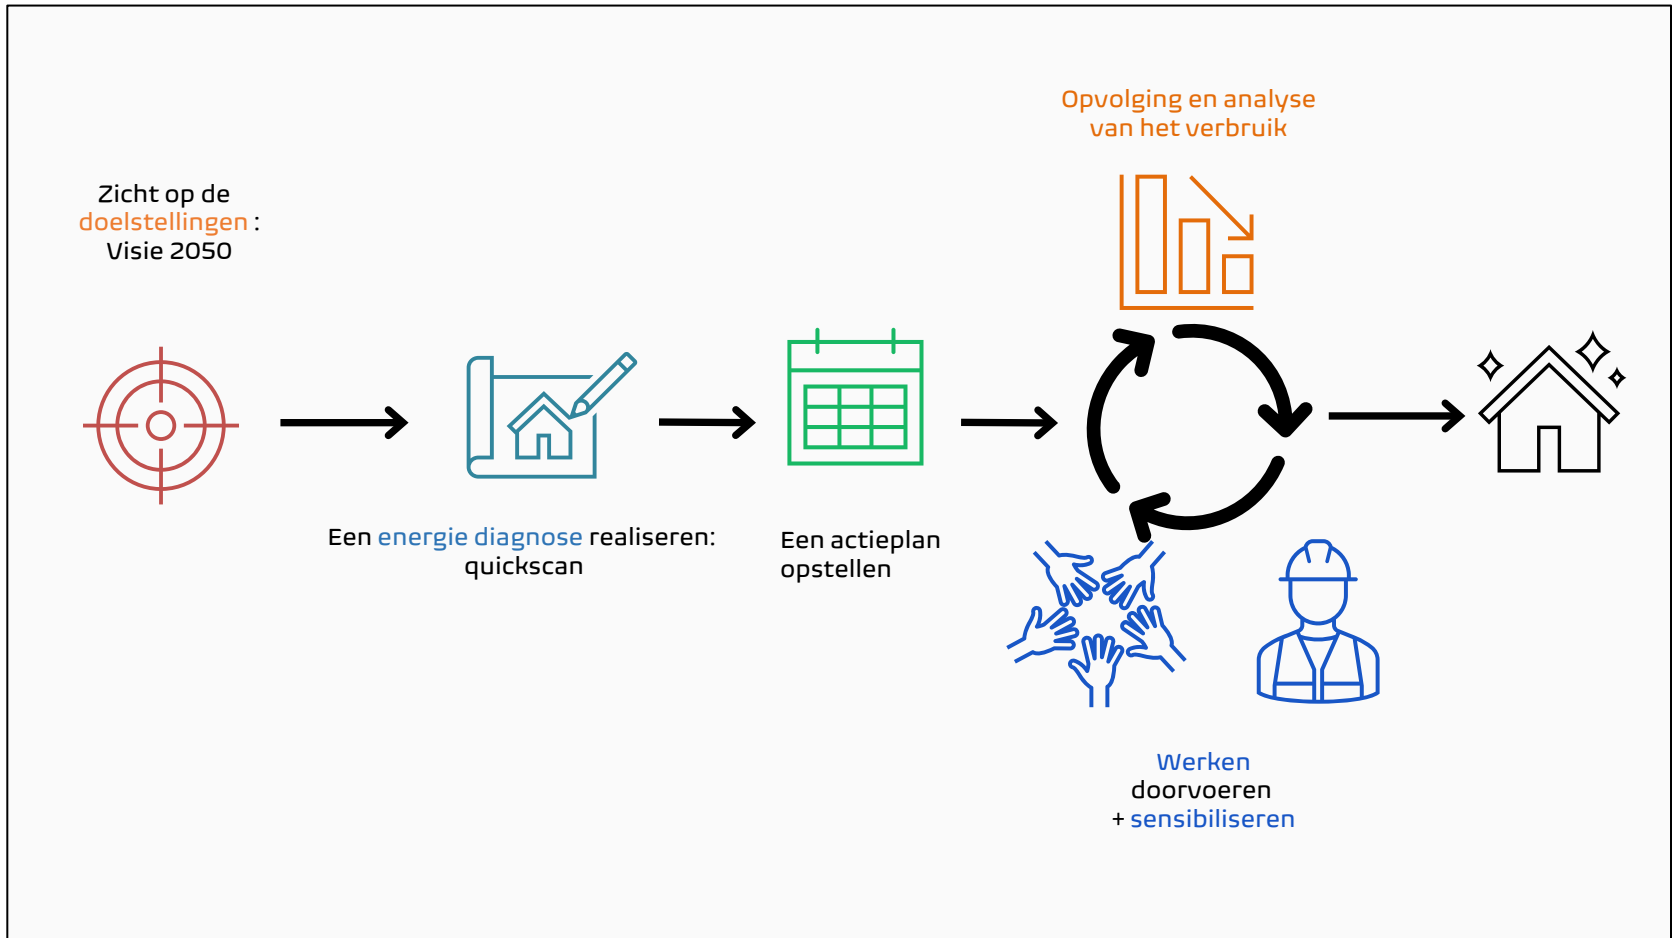 Zicht op de
doelstellingen :
Visie 2050
Een energie diagnose realiseren:
quickscan
Een actieplan
opstellen
Opvolging en analyse
van het verbruik
Werken
doorvoeren
+ sensibiliseren